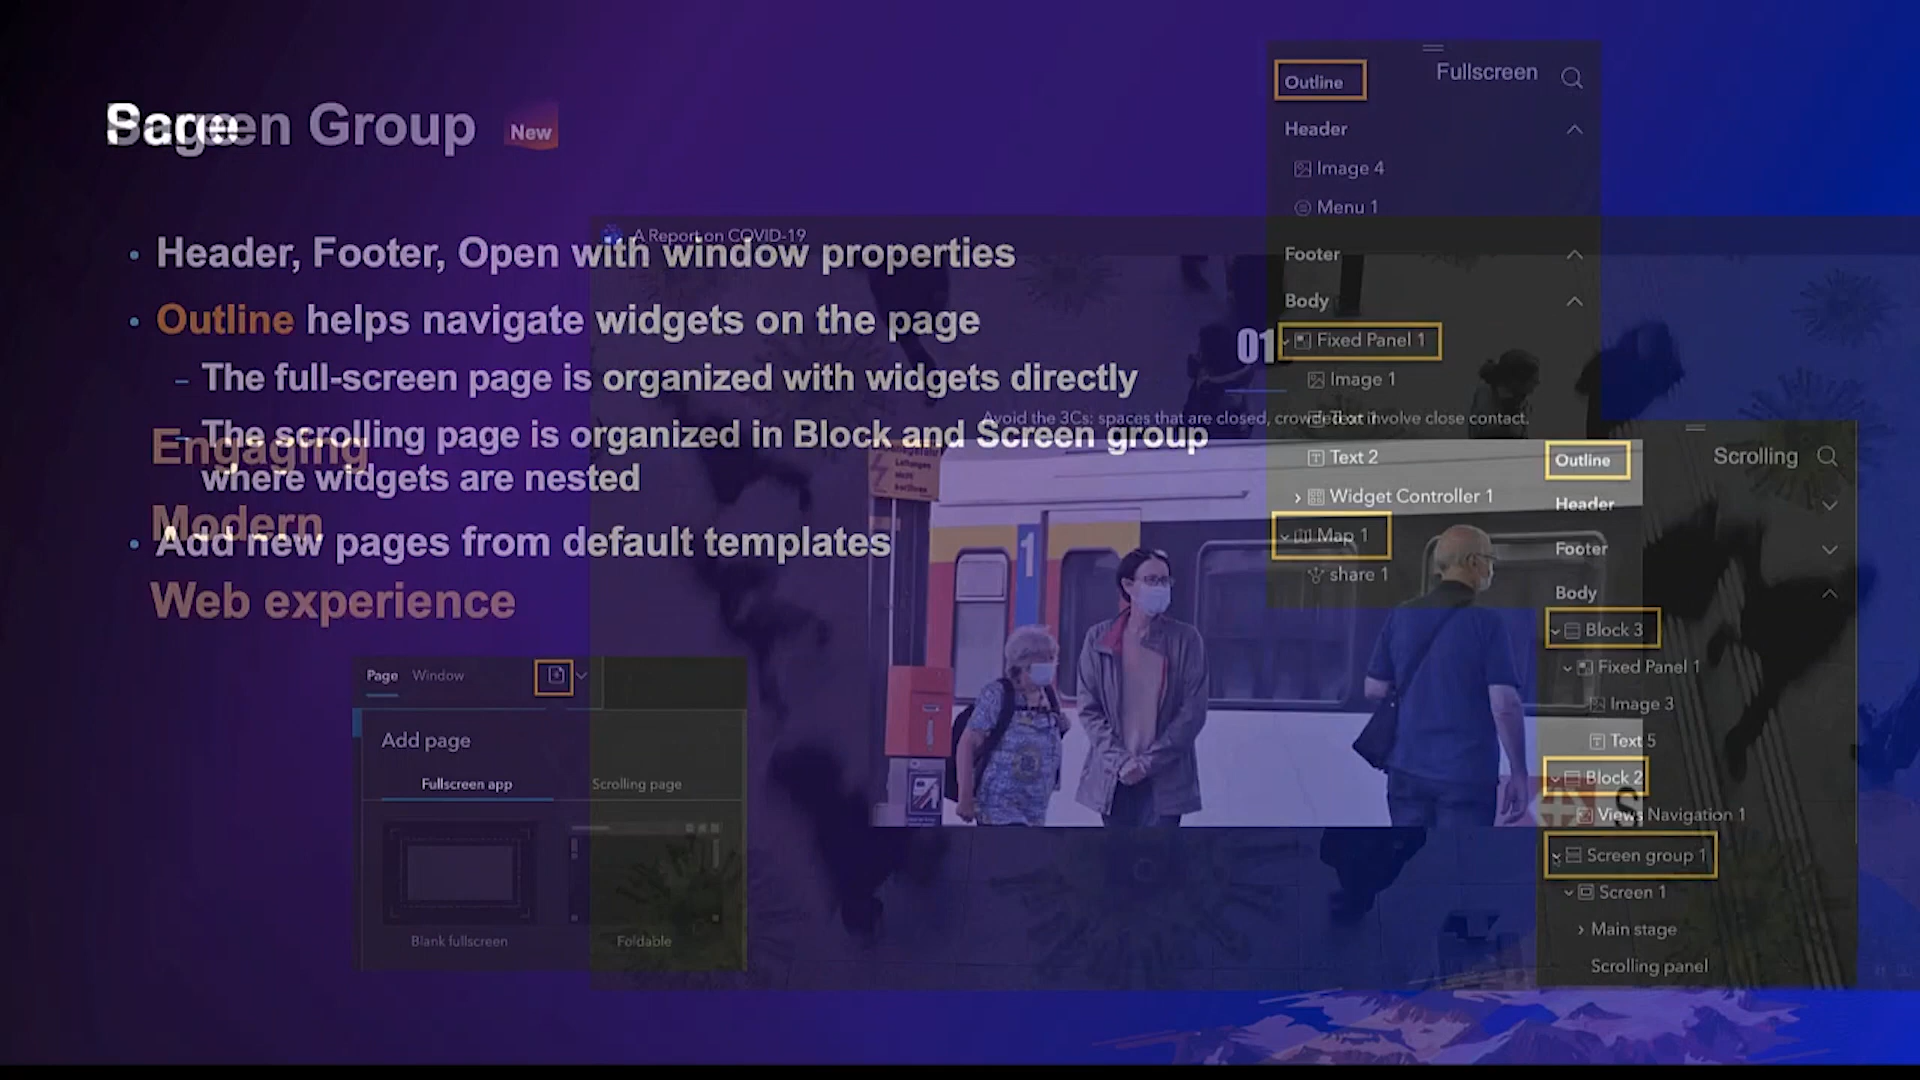 Page
Screen Group
New
Header, Footer, Open with window properties
Outline helps navigate widgets on the page
The full-screen page is organized with widgets directly
The scrolling page is organized in Block and Screen group
where widgets are nested
Add new pages from default templates
Engaging
Modern
Web experience
A Report on COVID-19
01
Avoid the 3Cs: spaces that are closed, crowded or involve close contact.
1
Page Window
Add page
Fullscreen app Scrolling page
Blank fullscreen Foldable
Outline Fullscreen
Header
Image 4
Menu 1
Footer
Body
Fixed Panel 1
Image 1
Text 1
Text 2
Widget Controller 1
Map 1
share 1
Outline Scrolling
Header
Footer
Body
Block 3
Fixed Panel 1
Image 3
Text 5
Block 2
Views Navigation 1
Screen group 1
Screen 1
Main stage
Scrolling panel
S